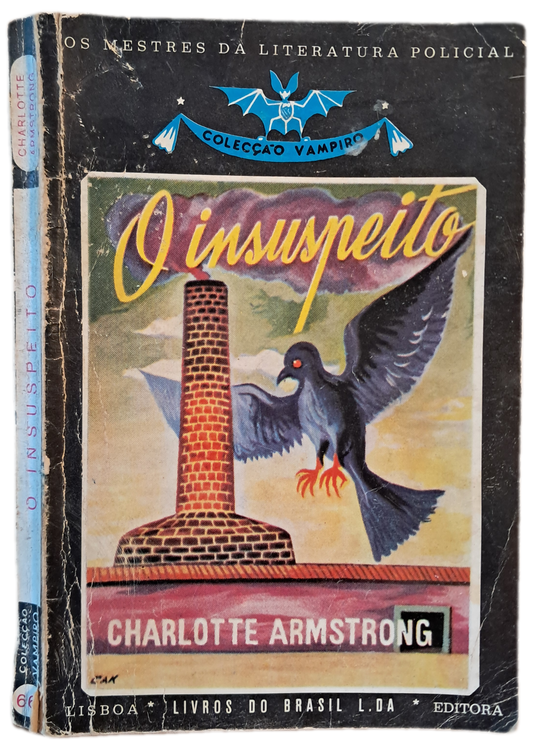 OS MESTRES DA LITERATURA POLICIAL
COLECÇÃO VAMPIRO
O insuspeito
CHARLOTTE ARMSTRONG
LISBOA * LIVROS DO BRASIL L.DA * EDITORA
CHARLOTTE
ARMSTRONG
O INSUSPEITO
COLECÇÃO
VAMPIRO
66